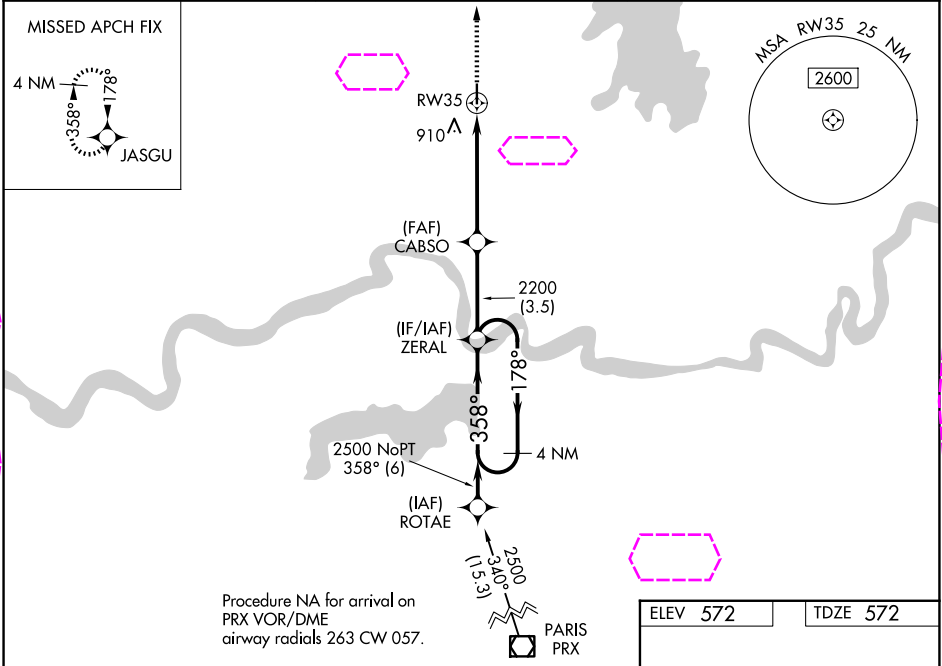 MISSED APCH FIX
4 NM
178°
358°
JASGU
MSA RW35 25 NM
2600
RW35
910
(FAF)
CABSO
2200
(3.5)
(IF/IAF)
ZERAL
178°
358°
4 NM
2500 NoPT
358° (6)
(IAF)
ROTAE
2500
340°
(15.3)
PARIS
PRX
Procedure NA for arrival on
PRX VOR/DME
airway radials 263 CW 057.
ELEV 572
TDZE 572